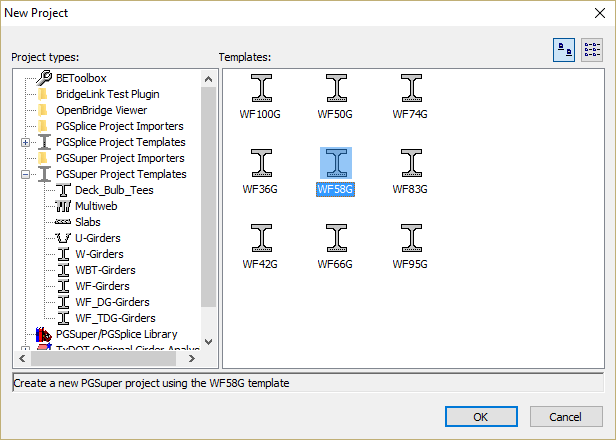 New Project
Project types:
Templates:
BEToolbox
BridgeLink Test Plugin
OpenBridge Viewer
PGSplice Project Importers
PGSplice Project Templates
PGSuper Project Importers
PGSuper Project Templates
Deck_Bulb_Tees
Multiweb
Slabs
U-Girders
W-Girders
WBT-Girders
WF-Girders
WF_DG-Girders
WF_TDG-Girders
PGSuper/PGSplice Library
TxDOT Optional Girder Analys
WF100G WF50G WF74G
WF36G WF58G WF83G
WF42G WF66G WF95G
Create a new PGSuper project using the WF58G template
OK Cancel